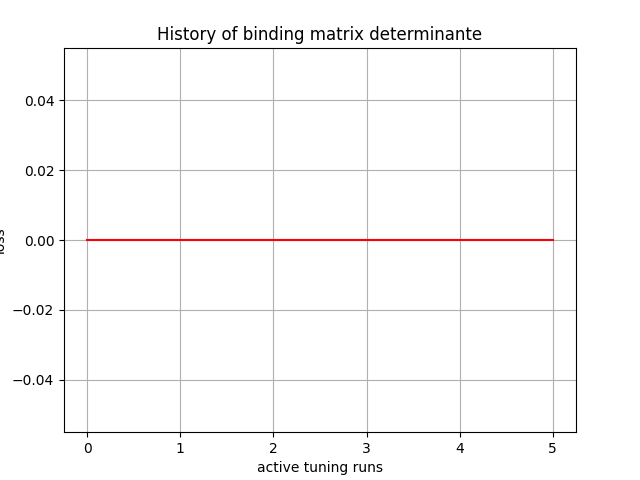 History of binding matrix determinante
0.04
0.02
0.00
−0.02
−0.04
0 1 2 3 4 5
active tuning runs